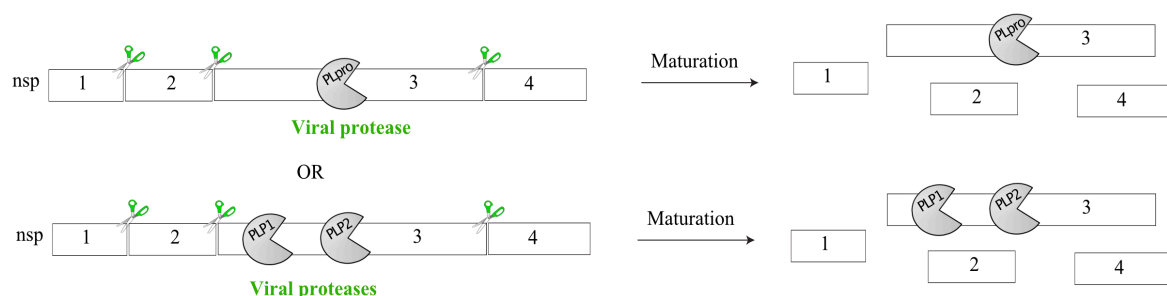 nsp 1 2 PLpro 3 4
Viral protease
Maturation
PLpro 3
1
2 4
OR
nsp 1 2 PLP1 PLP2 3 4
Viral proteases
Maturation
PLP1 PLP2 3
1
2 4